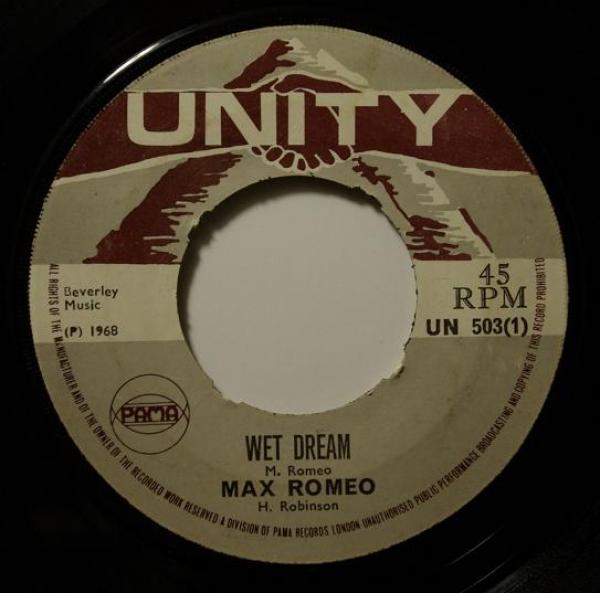 UNITY
Beverley
Music
(P) 1968
45
RPM
UN 503(1)
PAMA
WET DREAM
M. Romeo
MAX ROMEO
H. Robinson
ALL RIGHTS OF THE MANUFACTURER AND OF THE OWNER OF THE RECORDED WORK RESERVED A DIVISION OF PAMA RECORDS LONDON UNAUTHORISED PUBLIC PERFORMANCE BROADCASTING AND COPYING OF THIS RECORD PROHIBITED